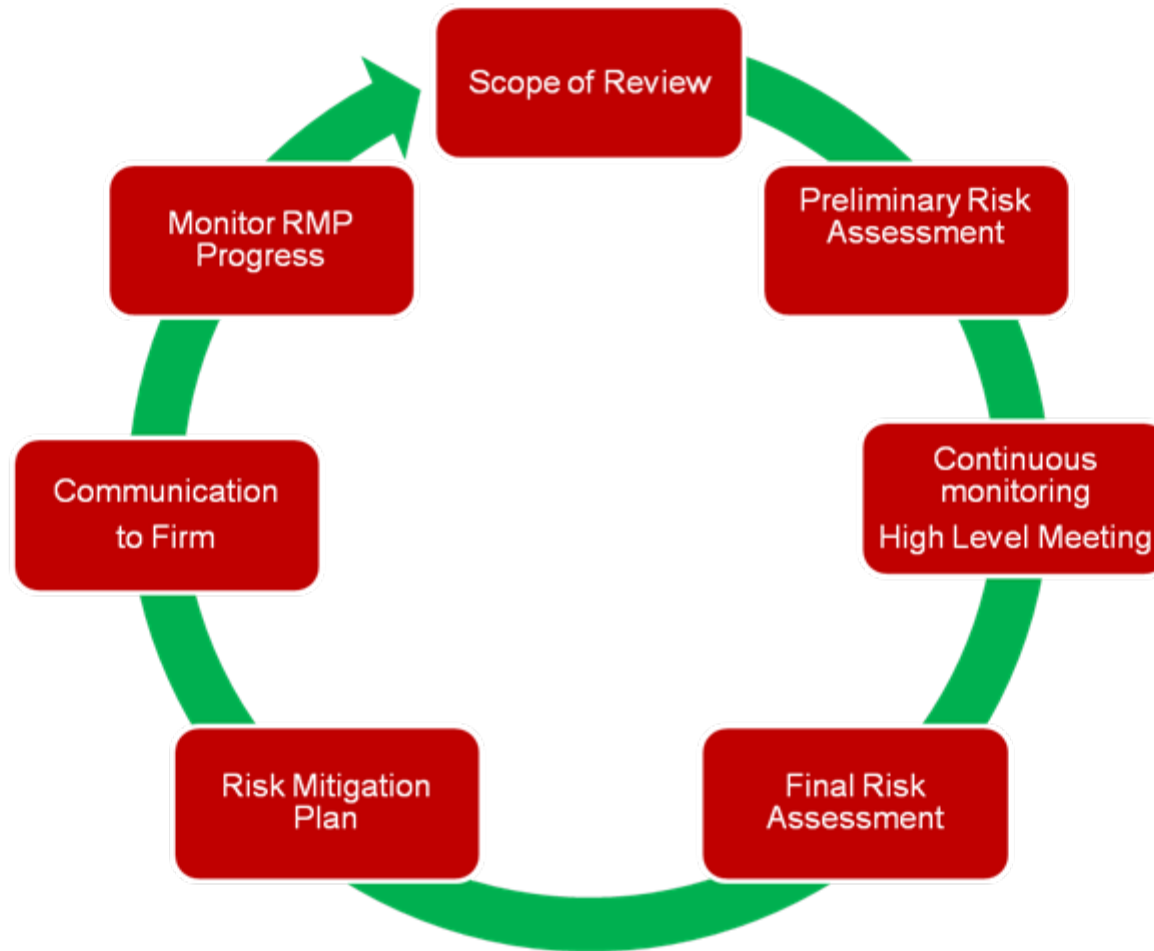 Scope of Review
Preliminary Risk
Assessment
Continuous
monitoring
High Level Meeting
Final Risk
Assessment
Risk Mitigation
Plan
Communication
to Firm
Monitor RMP
Progress